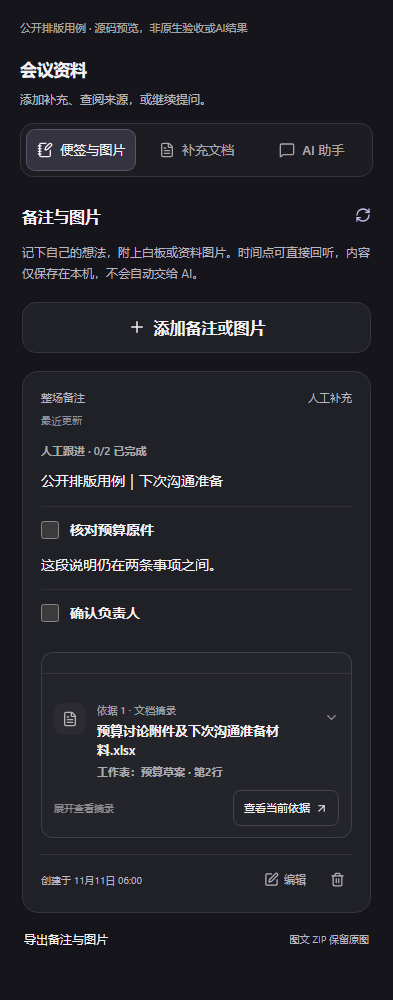 公开排版用例 · 源码预览，非原生验收或AI结果
会议资料
添加补充、查阅来源，或继续提问。
便签与图片
补充文档
AI 助手
备注与图片
记下自己的想法，附上白板或资料图片。时间点可直接回听，内容
仅保存在本机，不会自动交给 AI。
添加备注或图片
整场备注
人工补充
最近更新
人工跟进 · 0/2 已完成
公开排版用例｜下次沟通准备
核对预算原件
这段说明仍在两条事项之间。
确认负责人
依据 1 · 文档摘录
预算讨论附件及下次沟通准备材
料.xlsx
工作表：预算草案 · 第2行
展开查看摘录
查看当前依据
创建于 11月11日 06:00
编辑
导出备注与图片
图文 ZIP 保留原图